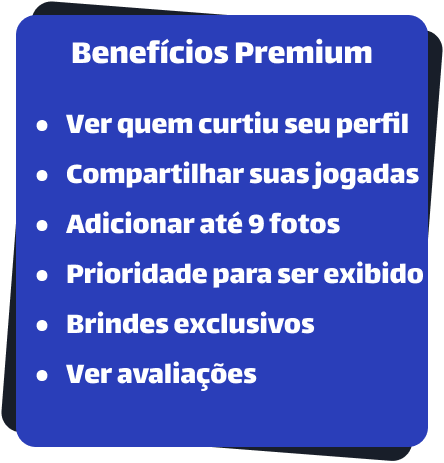 Benefícios Premium
• Ver quem curtiu seu perfil
• Compartilhar suas jogadas
• Adicionar até 9 fotos
• Prioridade para ser exibido
• Brindes exclusivos
• Ver avaliações